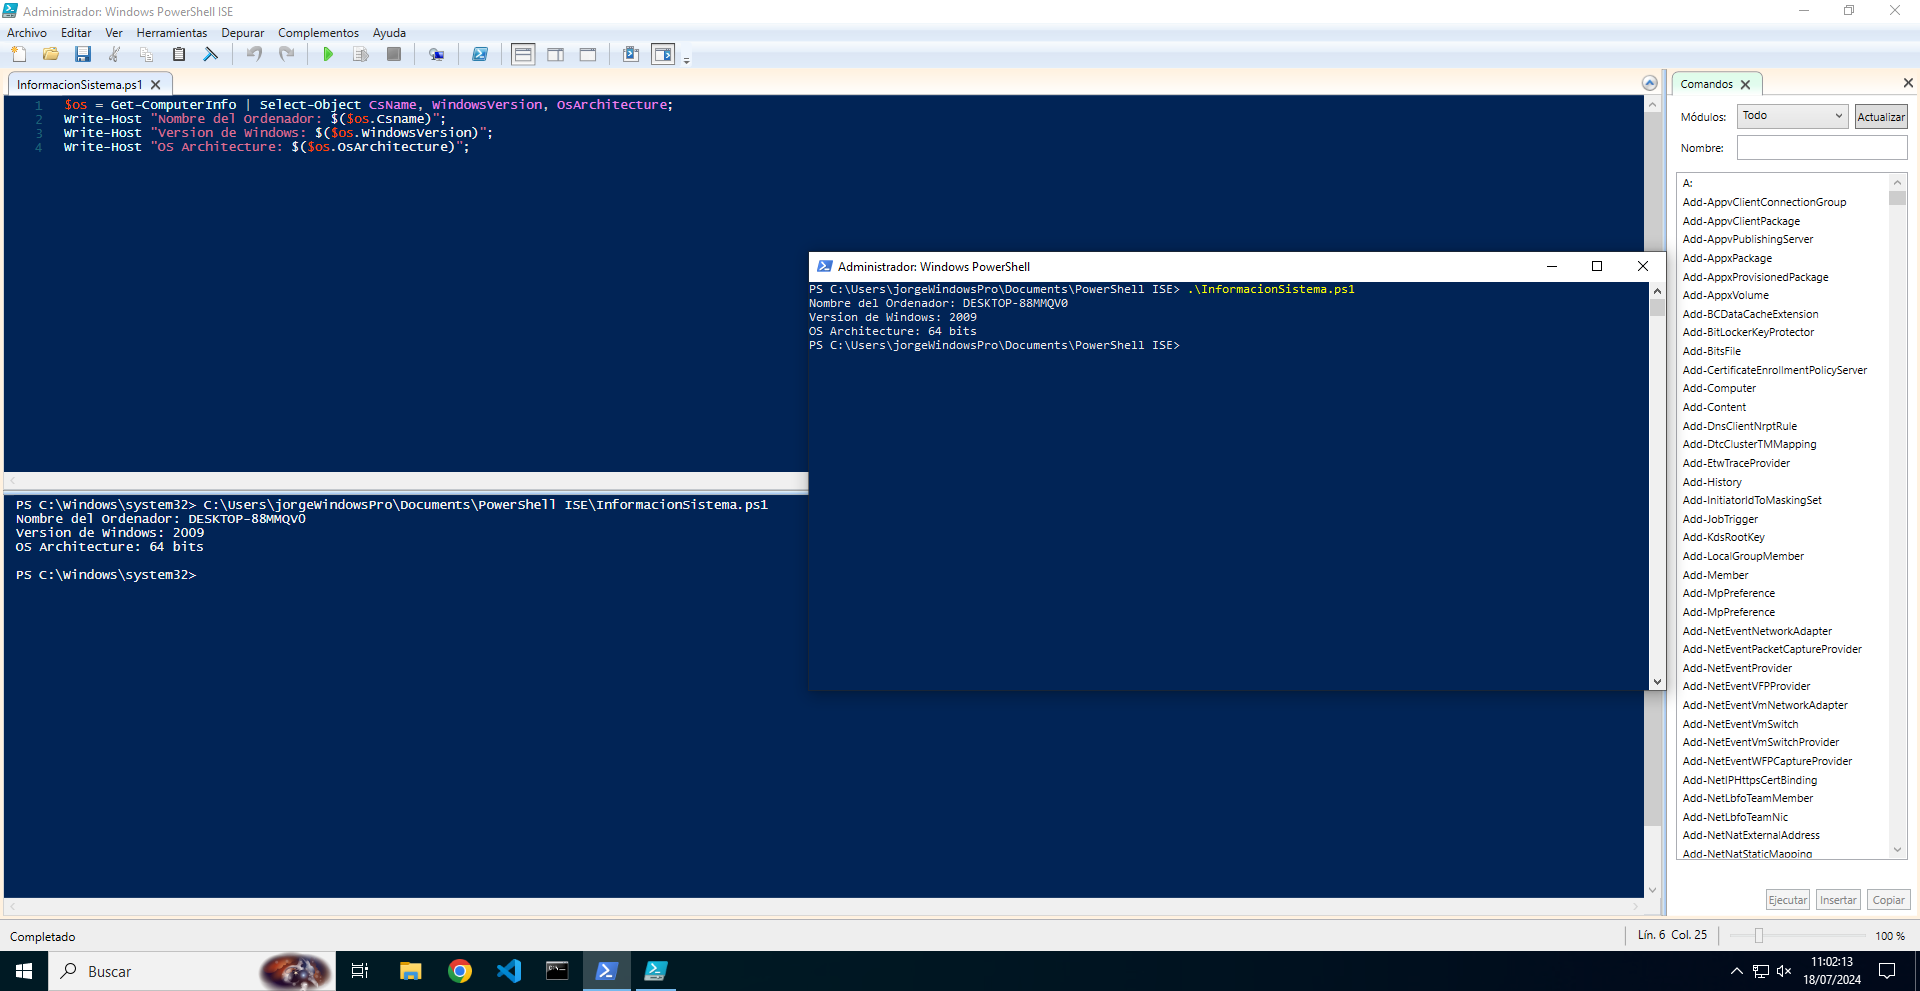 Administrador: Windows PowerShell ISE
Archivo Editar Ver Herramientas Depurar Complementos Ayuda
InformacionSistema.ps1
1 $os = Get-ComputerInfo | Select-Object CsName, WindowsVersion, OsArchitecture;
2 Write-Host "Nombre del Ordenador: $($os.Csname)";
3 Write-Host "Version de Windows: $($os.WindowsVersion)";
4 Write-Host "OS Architecture: $($os.OsArchitecture)";
PS C:\Windows\system32> C:\Users\jorgeWindowsPro\Documents\PowerShell ISE\InformacionSistema.ps1
Nombre del Ordenador: DESKTOP-88MMQV0
Version de Windows: 2009
OS Architecture: 64 bits
PS C:\Windows\system32>
Administrador: Windows PowerShell
PS C:\Users\jorgeWindowsPro\Documents\PowerShell ISE> .\InformacionSistema.ps1
Nombre del Ordenador: DESKTOP-88MMQV0
Version de Windows: 2009
OS Architecture: 64 bits
PS C:\Users\jorgeWindowsPro\Documents\PowerShell ISE>
Comandos
Módulos: Todo Actualizar
Nombre:
A:
Add-AppvClientConnectionGroup
Add-AppvClientPackage
Add-AppvPublishingServer
Add-AppxPackage
Add-AppxProvisionedPackage
Add-AppxVolume
Add-BCDataCacheExtension
Add-BitLockerKeyProtector
Add-BitsFile
Add-CertificateEnrollmentPolicyServer
Add-Computer
Add-Content
Add-DnsClientNrptRule
Add-DtcClusterTMMapping
Add-EtwTraceProvider
Add-History
Add-InitiatorIdToMaskingSet
Add-JobTrigger
Add-KdsRootKey
Add-LocalGroupMember
Add-Member
Add-MpPreference
Add-MpPreference
Add-NetEventNetworkAdapter
Add-NetEventPacketCaptureProvider
Add-NetEventProvider
Add-NetEventVFPProvider
Add-NetEventVmNetworkAdapter
Add-NetEventVmSwitch
Add-NetEventVmSwitchProvider
Add-NetEventWFPCaptureProvider
Add-NetIPHttpsCertBinding
Add-NetLbfoTeamMember
Add-NetLbfoTeamNic
Add-NetNatExternalAddress
Add-NetNatStaticMapping
Ejecutar Insertar Copiar
Completado
Lín. 6 Col. 25
100 %
Buscar
11:02:13
18/07/2024